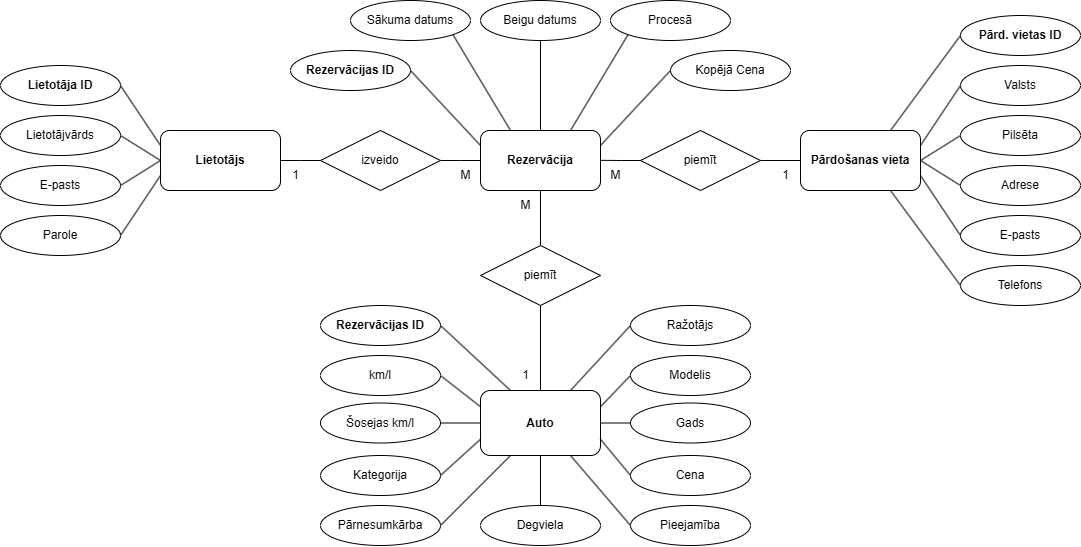 Sākuma datums
Beigu datums
Procesā
Rezervācijas ID
Kopējā Cena
Lietotāja ID
Lietotājvārds
E-pasts
Parole
Lietotājs
1
izveido
M
Rezervācija
M
piemīt
1
Pārdošanas vieta
Pārd. vietas ID
Valsts
Pilsēta
Adrese
E-pasts
Telefons
M
piemīt
1
Rezervācijas ID
km/l
Šosejas km/l
Kategorija
Pārnesumkārba
Auto
Degviela
Ražotājs
Modelis
Gads
Cena
Pieejamība